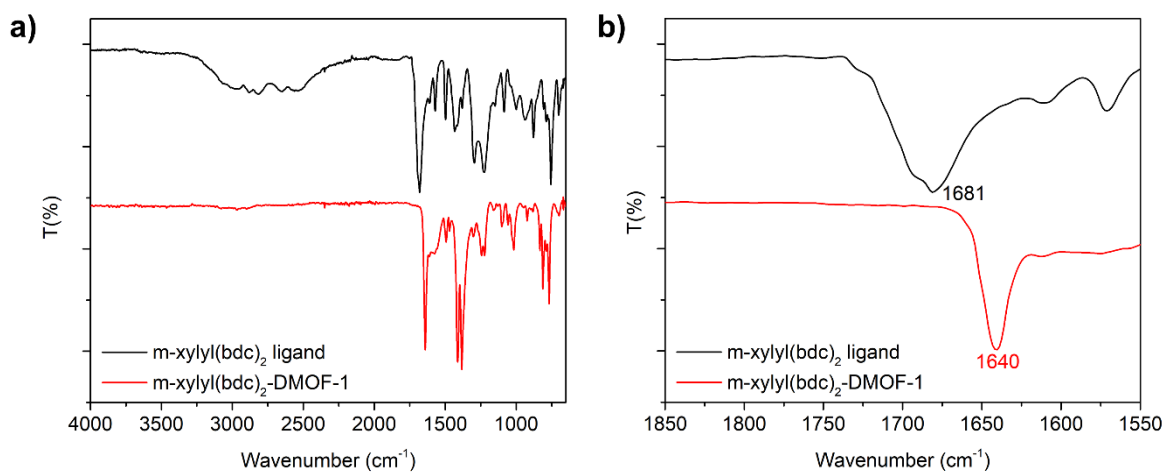 a)
T(%)
m-xylyl(bdc)2 ligand
m-xylyl(bdc)2-DMOF-1
4000 3500 3000 2500 2000 1500 1000
Wavenumber (cm-1)
b)
T(%)
1681
1640
m-xylyl(bdc)2 ligand
m-xylyl(bdc)2-DMOF-1
1850 1800 1750 1700 1650 1600 1550
Wavenumber (cm-1)